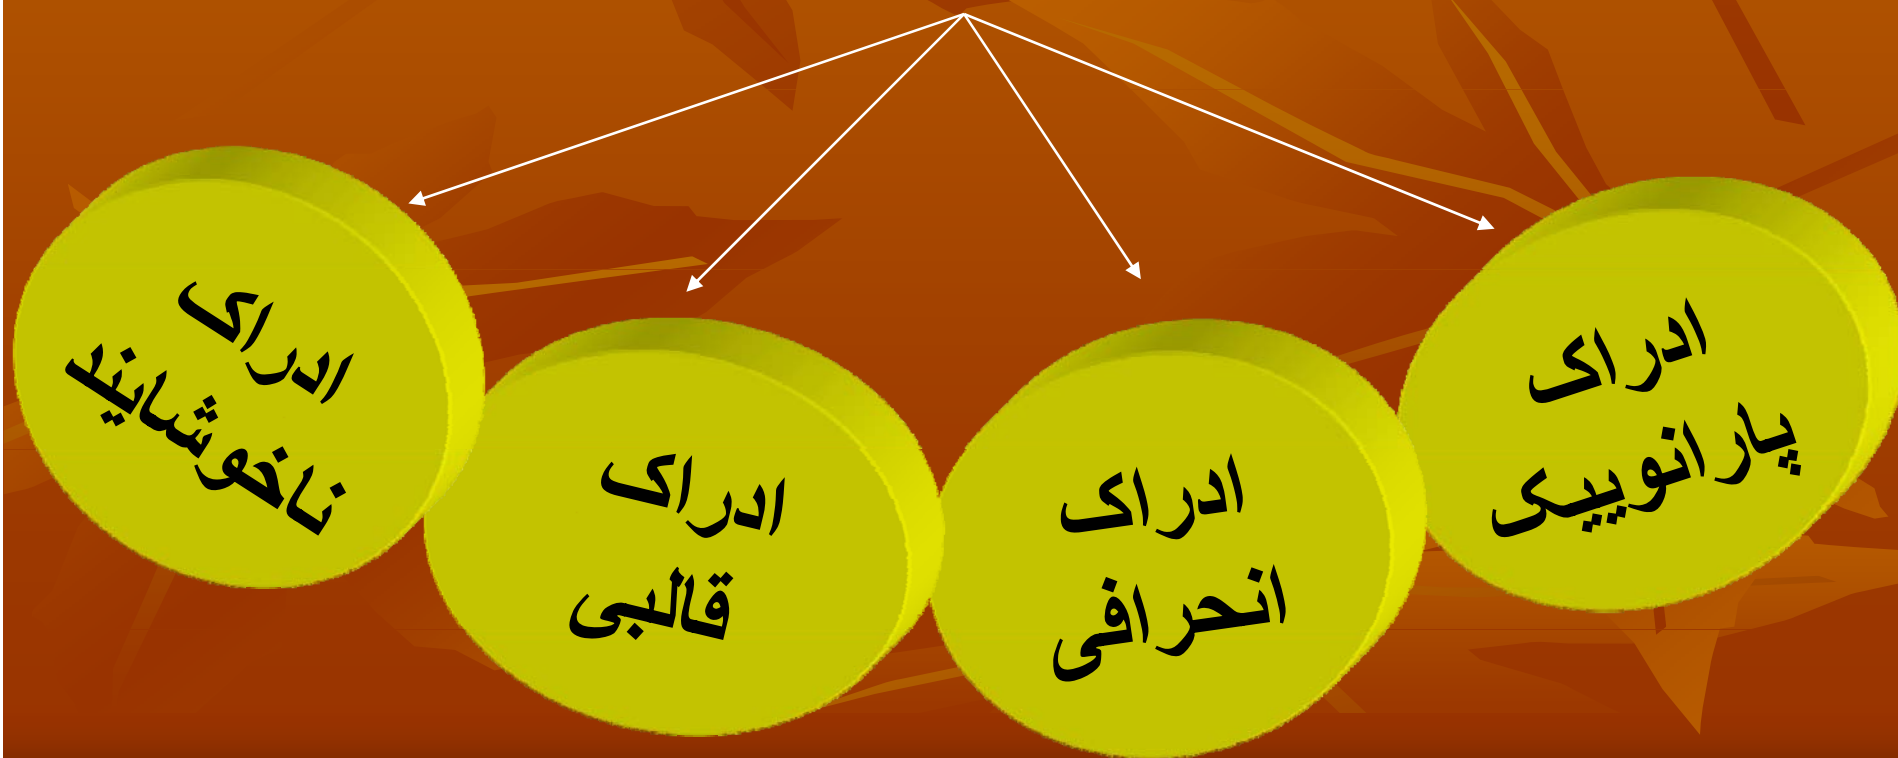 ادراک
پارانوییک
ادراک
انحرافی
ادراک
قالبی
ادراک
ناخوشایند